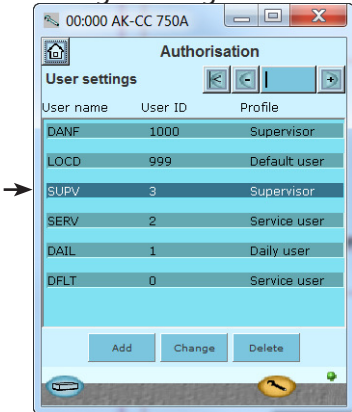 00:000 AK-CC 750A
Authorisation
User settings
User name User ID Profile
DANF 1000 Supervisor
LOCD 999 Default user
SUPV 3 Supervisor
SERV 2 Service user
DAIL 1 Daily user
DFLT 0 Service user
Add Change Delete